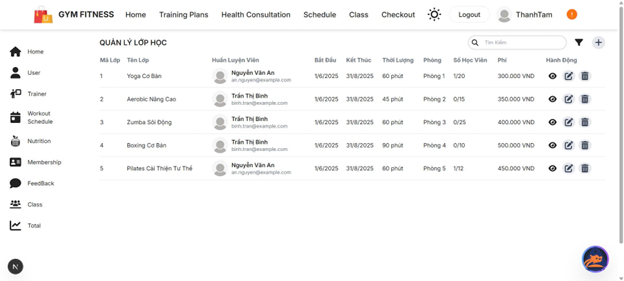 GYM FITNESS Home Training Plans Health Consultation Schedule Class Checkout Logout ThanhTam
QUẢN LÝ LỚP HỌC
Tìm Kiếm
Home
User
Trainer
Workout
Schedule
Nutrition
Membership
FeedBack
Class
Total
Mã Lớp Tên Lớp Huấn Luyện Viên Bắt Đầu Kết Thúc Thời Lượng Phòng Số Học Viên Phí Hành Động
1 Yoga Cơ Bản Nguyễn Văn An an.nguyen@example.com 1/6/2025 31/8/2025 60 phút Phòng 1 1/20 300.000 VND
2 Aerobic Nâng Cao Trần Thị Bình binh.tran@example.com 1/6/2025 31/8/2025 45 phút Phòng 2 0/15 350.000 VND
3 Zumba Sôi Động Trần Thị Bình binh.tran@example.com 1/6/2025 31/8/2025 60 phút Phòng 3 0/25 400.000 VND
4 Boxing Cơ Bản Trần Thị Bình binh.tran@example.com 1/6/2025 31/8/2025 90 phút Phòng 4 0/10 500.000 VND
5 Pilates Cải Thiện Tư Thế Nguyễn Văn An an.nguyen@example.com 1/6/2025 31/8/2025 60 phút Phòng 5 1/12 450.000 VND
N